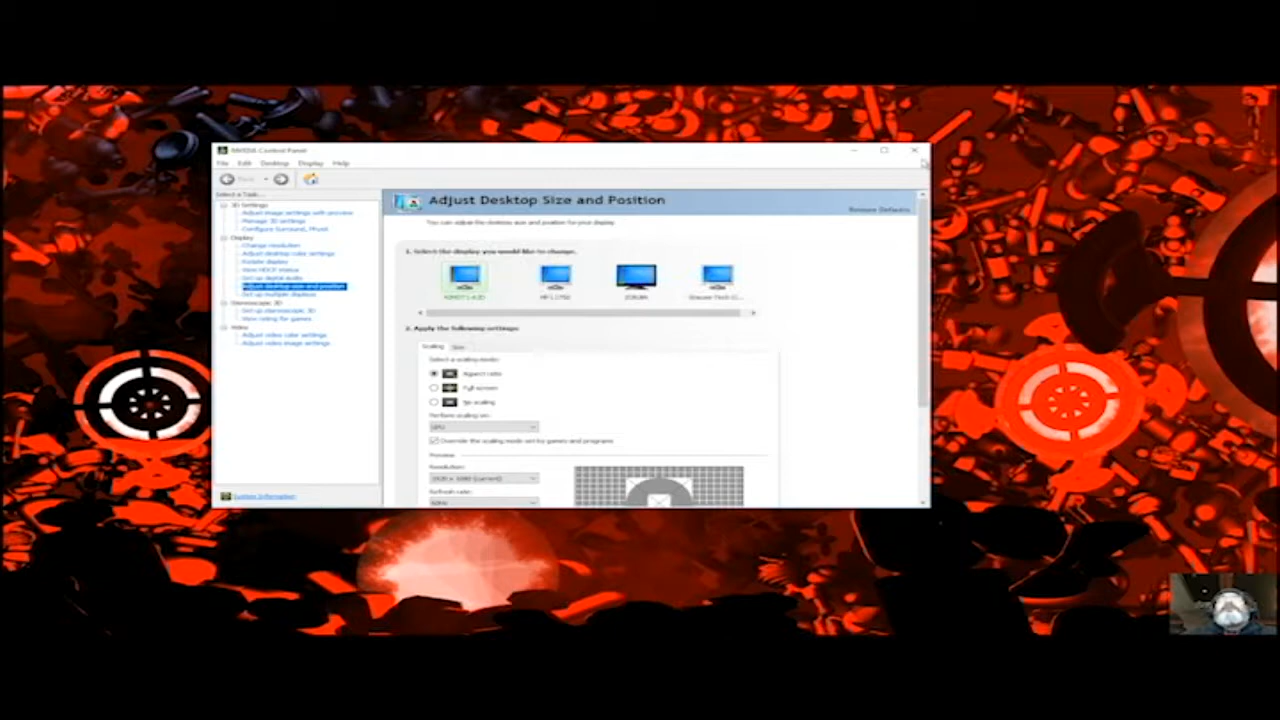 NVIDIA Control Panel
File Edit Desktop Display Help
Back
Select a Task...
3D Settings
Adjust image settings with preview
Manage 3D settings
Configure Surround, PhysX
Display
Change resolution
Adjust desktop color settings
Rotate display
View HDCP status
Set up digital audio
Adjust desktop size and position
Set up multiple displays
Stereoscopic 3D
Set up stereoscopic 3D
View rating for games
Video
Adjust video color settings
Adjust video image settings
System Information
Adjust Desktop Size and Position
Restore Defaults
You can adjust the desktop size and position for your display.
1. Select the display you would like to change.
2. Apply the following settings:
Scaling Size
Select a scaling mode:
Aspect ratio
Full screen
No scaling
Perform scaling on:
GPU
Override the scaling mode set by games and programs
Preview
Resolution:
1920 x 1080 (current)
Refresh rate:
60Hz